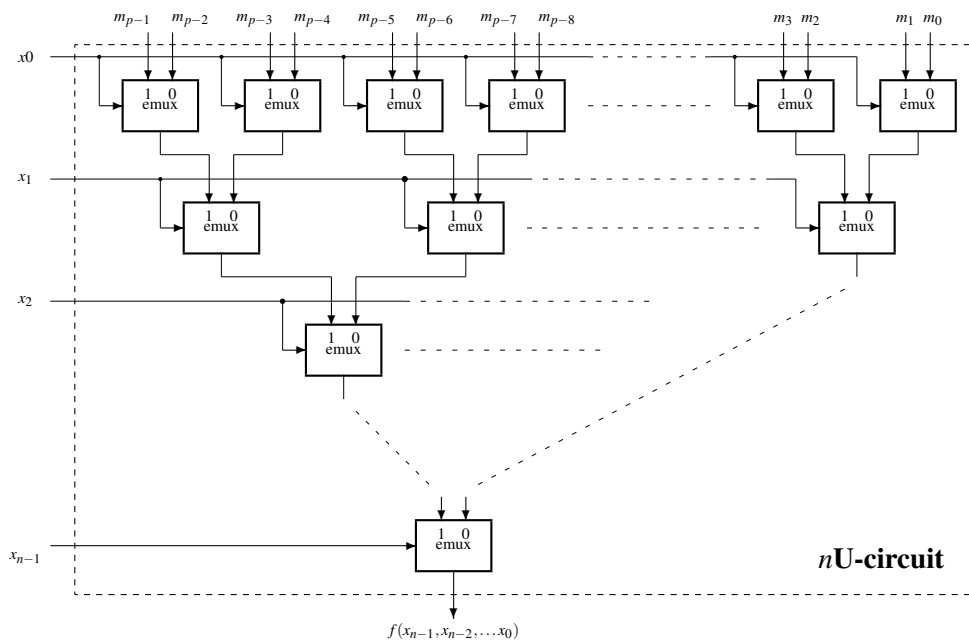 m_{p−1} m_{p−2} m_{p−3} m_{p−4} m_{p−5} m_{p−6} m_{p−7} m_{p−8} m_3 m_2 m_1 m_0
x0
1 0 1 0 1 0 1 0 1 0 1 0
emux emux emux emux emux emux
x_1
1 0 1 0 1 0
emux emux emux
x_2
1 0
emux
1 0
emux
x_{n−1}
nU-circuit
f(x_{n−1}, x_{n−2}, ... x_0)